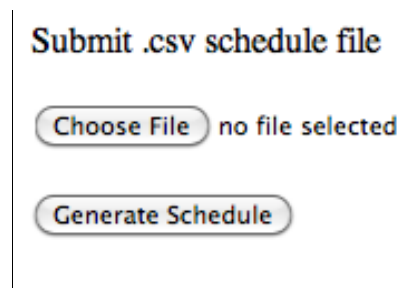 Submit .csv schedule file
Choose File no file selected
Generate Schedule